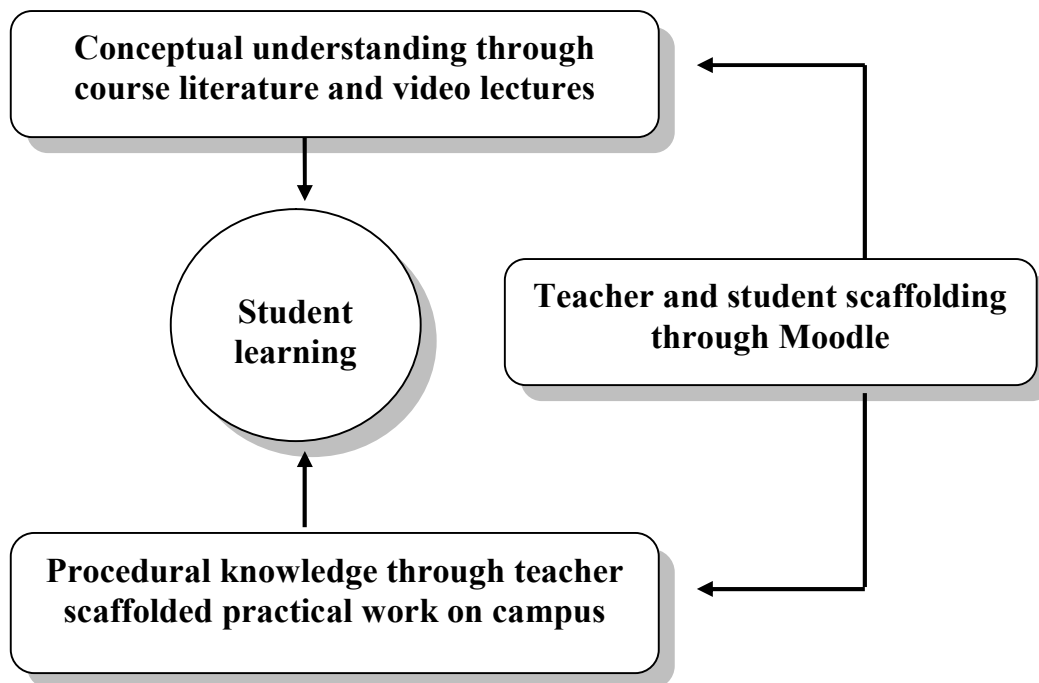 Conceptual understanding through
course literature and video lectures
Student
learning
Teacher and student scaffolding
through Moodle
Procedural knowledge through teacher
scaffolded practical work on campus